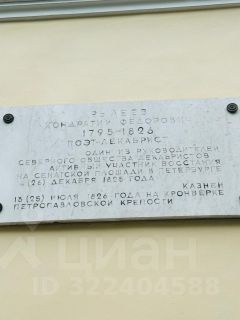 РЫЛЕЕВ
КОНДРАТИЙ ФЕДОРОВИЧ
1795-1826
ПОЭТ-ДЕКАБРИСТ
ОДИН ИЗ РУКОВОДИТЕЛЕЙ
СЕВЕРНОГО ОБЩЕСТВА ДЕКАБРИСТОВ
АКТИВНЫЙ УЧАСТНИК ВОССТАНИЯ
НА СЕНАТСКОЙ ПЛОЩАДИ В ПЕТЕРБУРГЕ
(26) ДЕКАБРЯ 1825 ГОДА
КАЗНЕН
13 (25) ИЮЛЯ 1826 ГОДА НА КРОНВЕРКЕ
ПЕТРОПАВЛОВСКОЙ КРЕПОСТИ
циан
ID 322404588